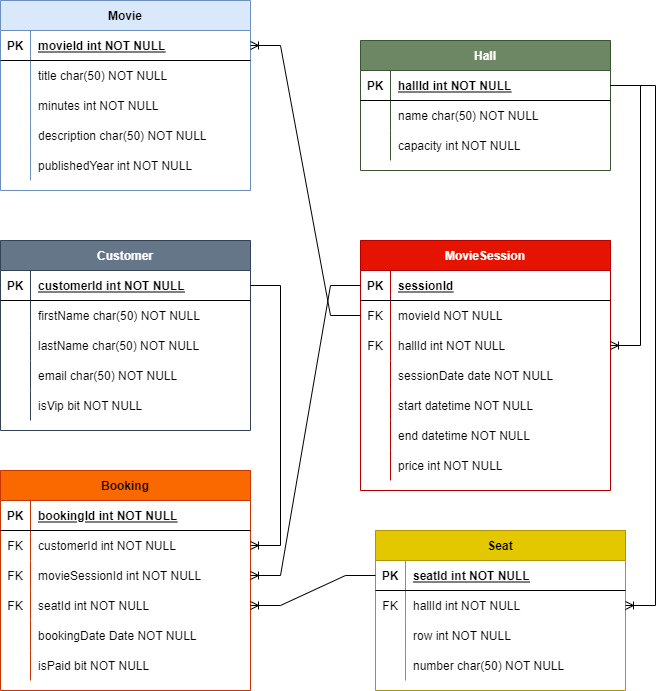 Movie
PK movieId int NOT NULL
title char(50) NOT NULL
minutes int NOT NULL
description char(50) NOT NULL
publishedYear int NOT NULL
Hall
PK hallId int NOT NULL
name char(50) NOT NULL
capacity int NOT NULL
Customer
PK customerId int NOT NULL
firstName char(50) NOT NULL
lastName char(50) NOT NULL
email char(50) NOT NULL
isVip bit NOT NULL
MovieSession
PK sessionId
FK movieId NOT NULL
FK hallId int NOT NULL
sessionDate date NOT NULL
start datetime NOT NULL
end datetime NOT NULL
price int NOT NULL
Booking
PK bookingId int NOT NULL
FK customerId int NOT NULL
FK movieSessionId int NOT NULL
FK seatId int NOT NULL
bookingDate Date NOT NULL
isPaid bit NOT NULL
Seat
PK seatId int NOT NULL
FK hallId int NOT NULL
row int NOT NULL
number char(50) NOT NULL